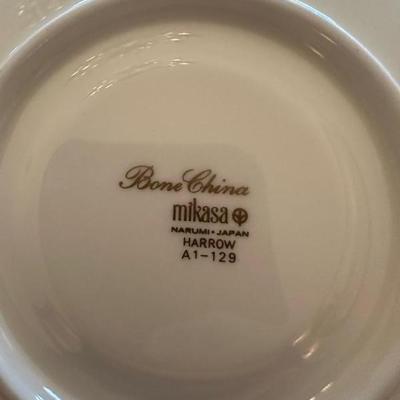 Bone China
mikasa
NARUMI • JAPAN
HARROW
A1-129